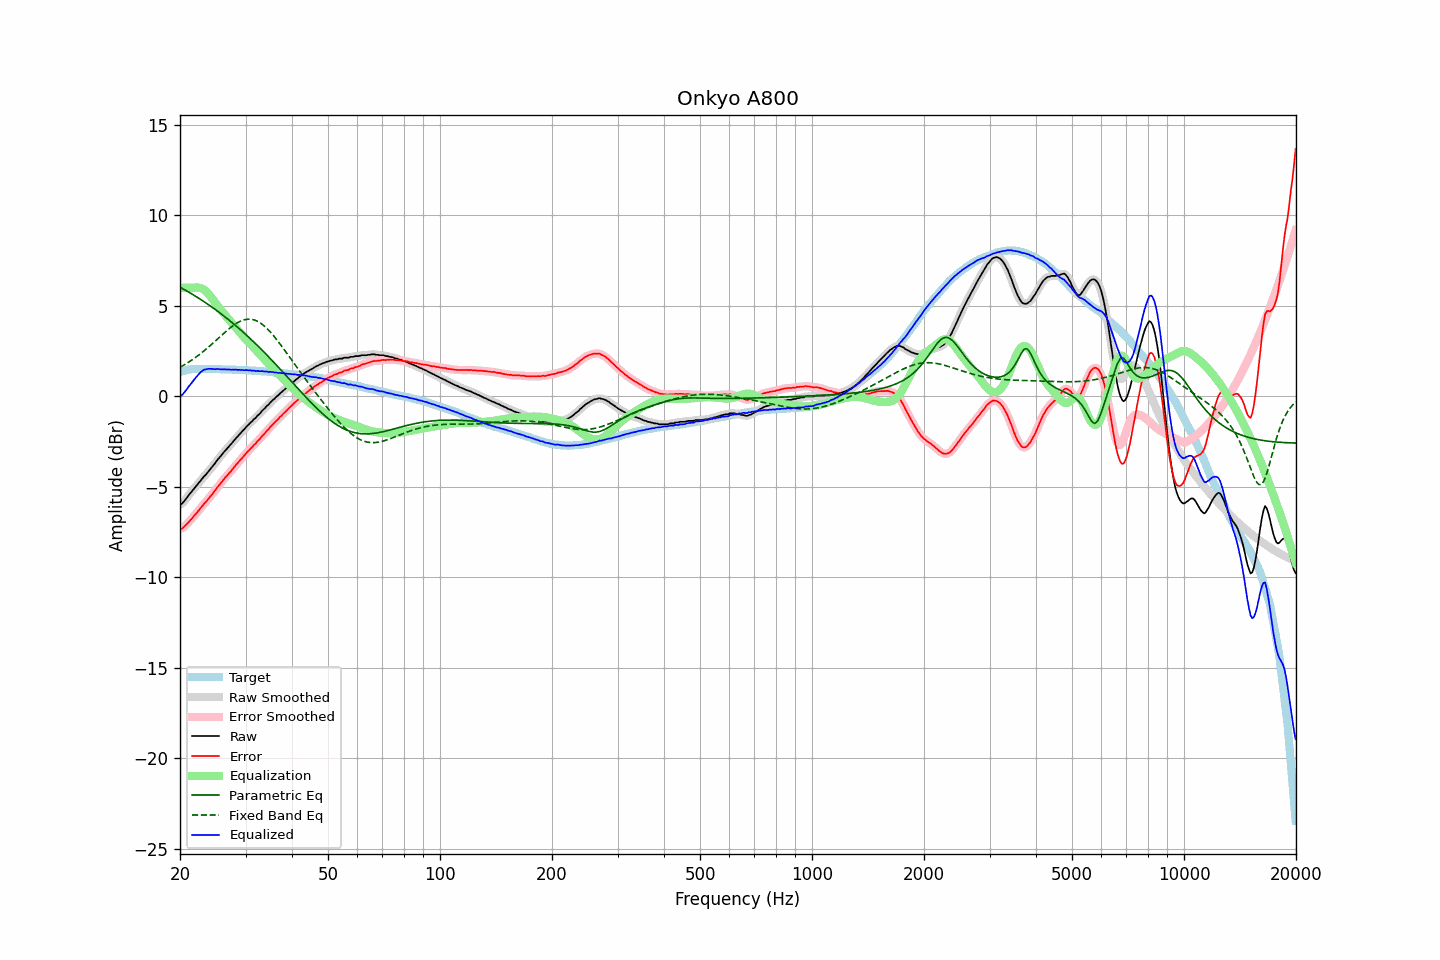 Onkyo A800
15
10
5
0
−5
−10
−15
−20
−25
Amplitude (dBr)
Target
Raw Smoothed
Error Smoothed
Raw
Error
Equalization
Parametric Eq
Fixed Band Eq
Equalized
20 50 100 200 500 1000 2000 5000 10000 20000
Frequency (Hz)